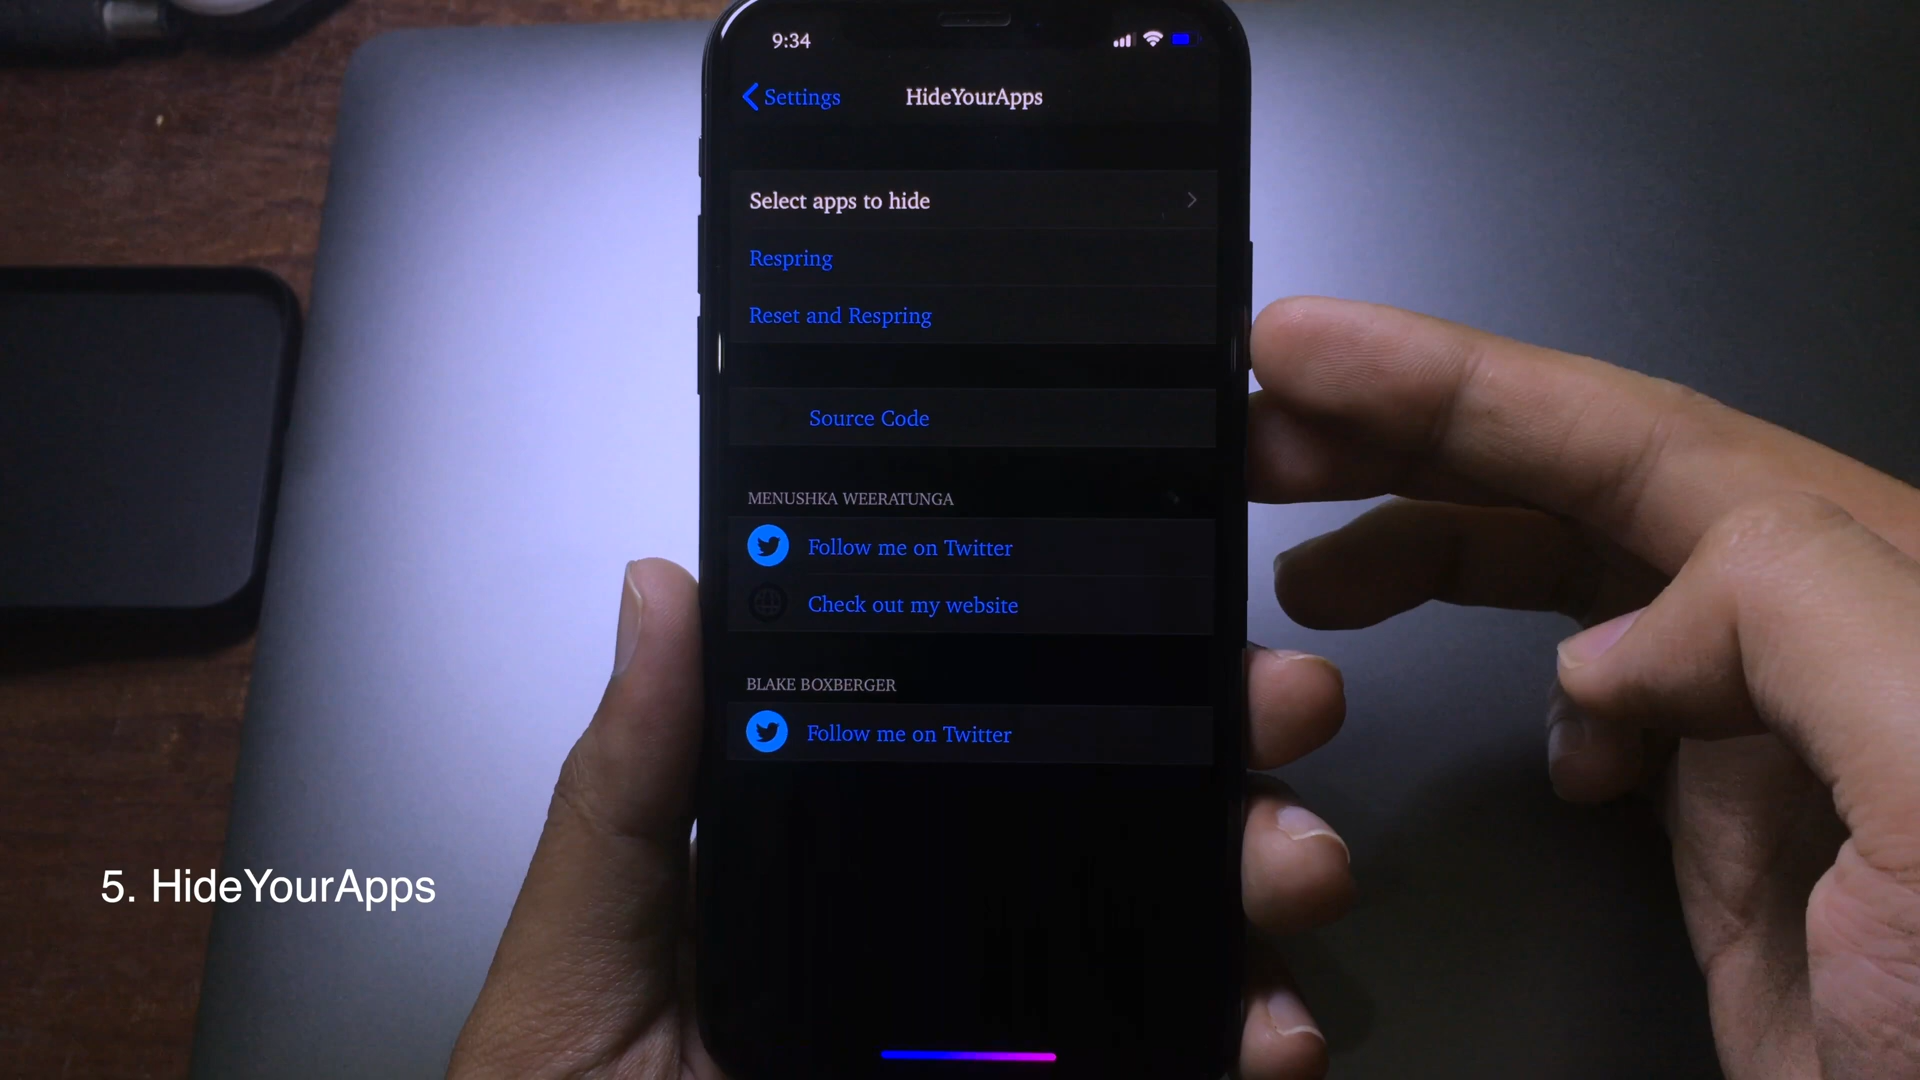 9:34
Settings
HideYourApps
Select apps to hide
Respring
Reset and Respring
Source Code
MENUSHKA WEERATUNGA
Follow me on Twitter
Check out my website
BLAKE BOXBERGER
Follow me on Twitter
5. HideYourApps